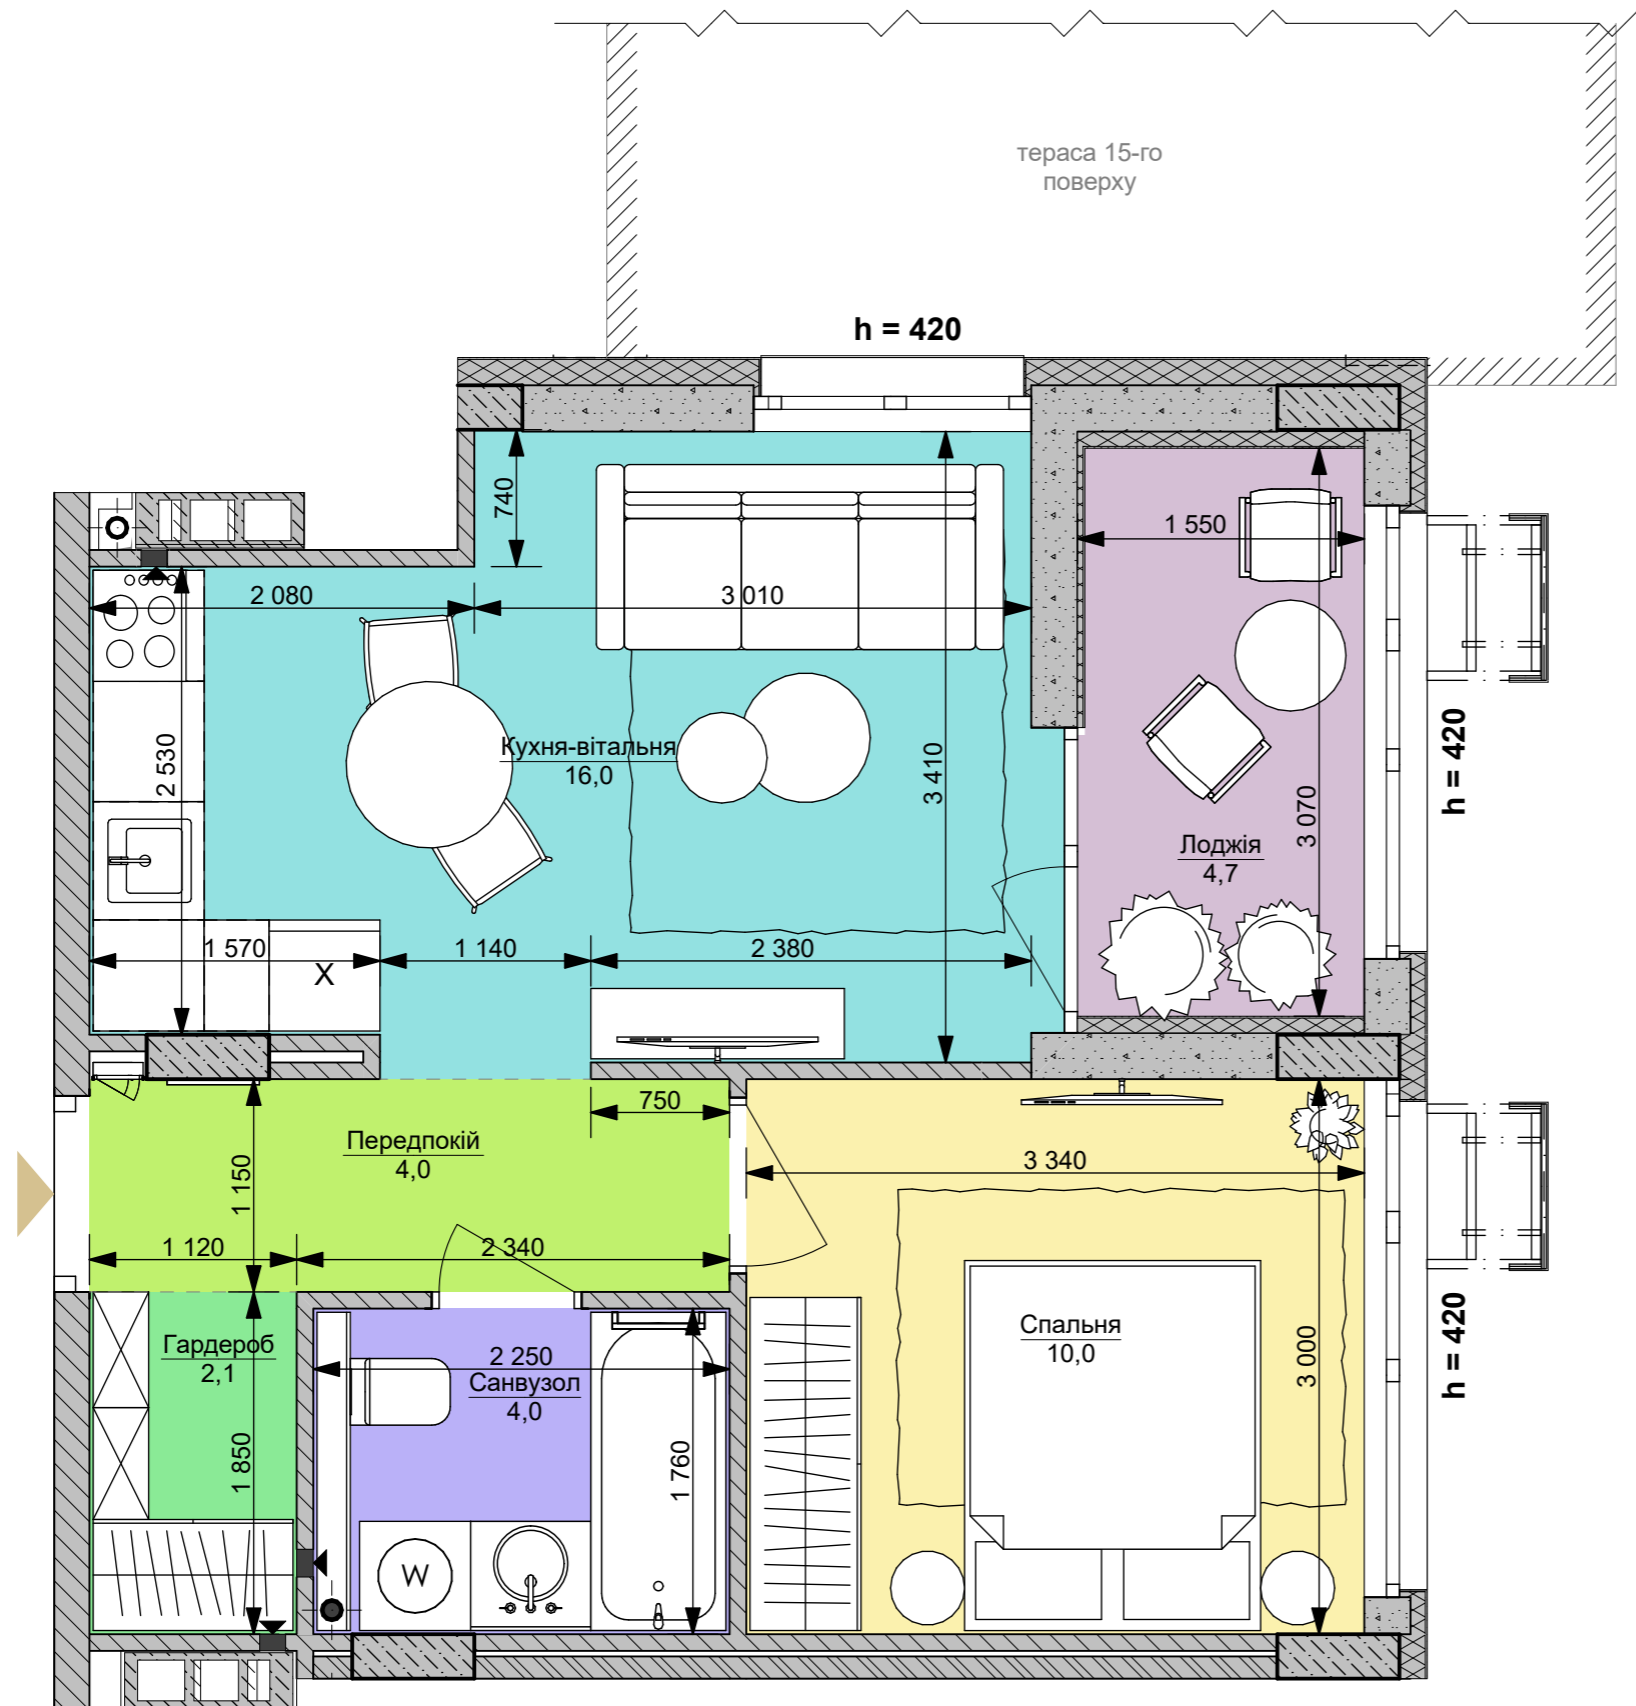 тераса 15-го
поверху
h = 420
740
1 550
2 080
3 010
2 530
Кухня-вітальня
16,0
3 410
h = 420
3 070
Лоджія
4,7
1 570
1 140
2 380
X
750
Передпокій
4,0
1 150
3 340
1 120
2 340
Гардероб
2,1
2 250
Санвузол
4,0
Спальня
10,0
3 000
h = 420
1 850
1 760
W